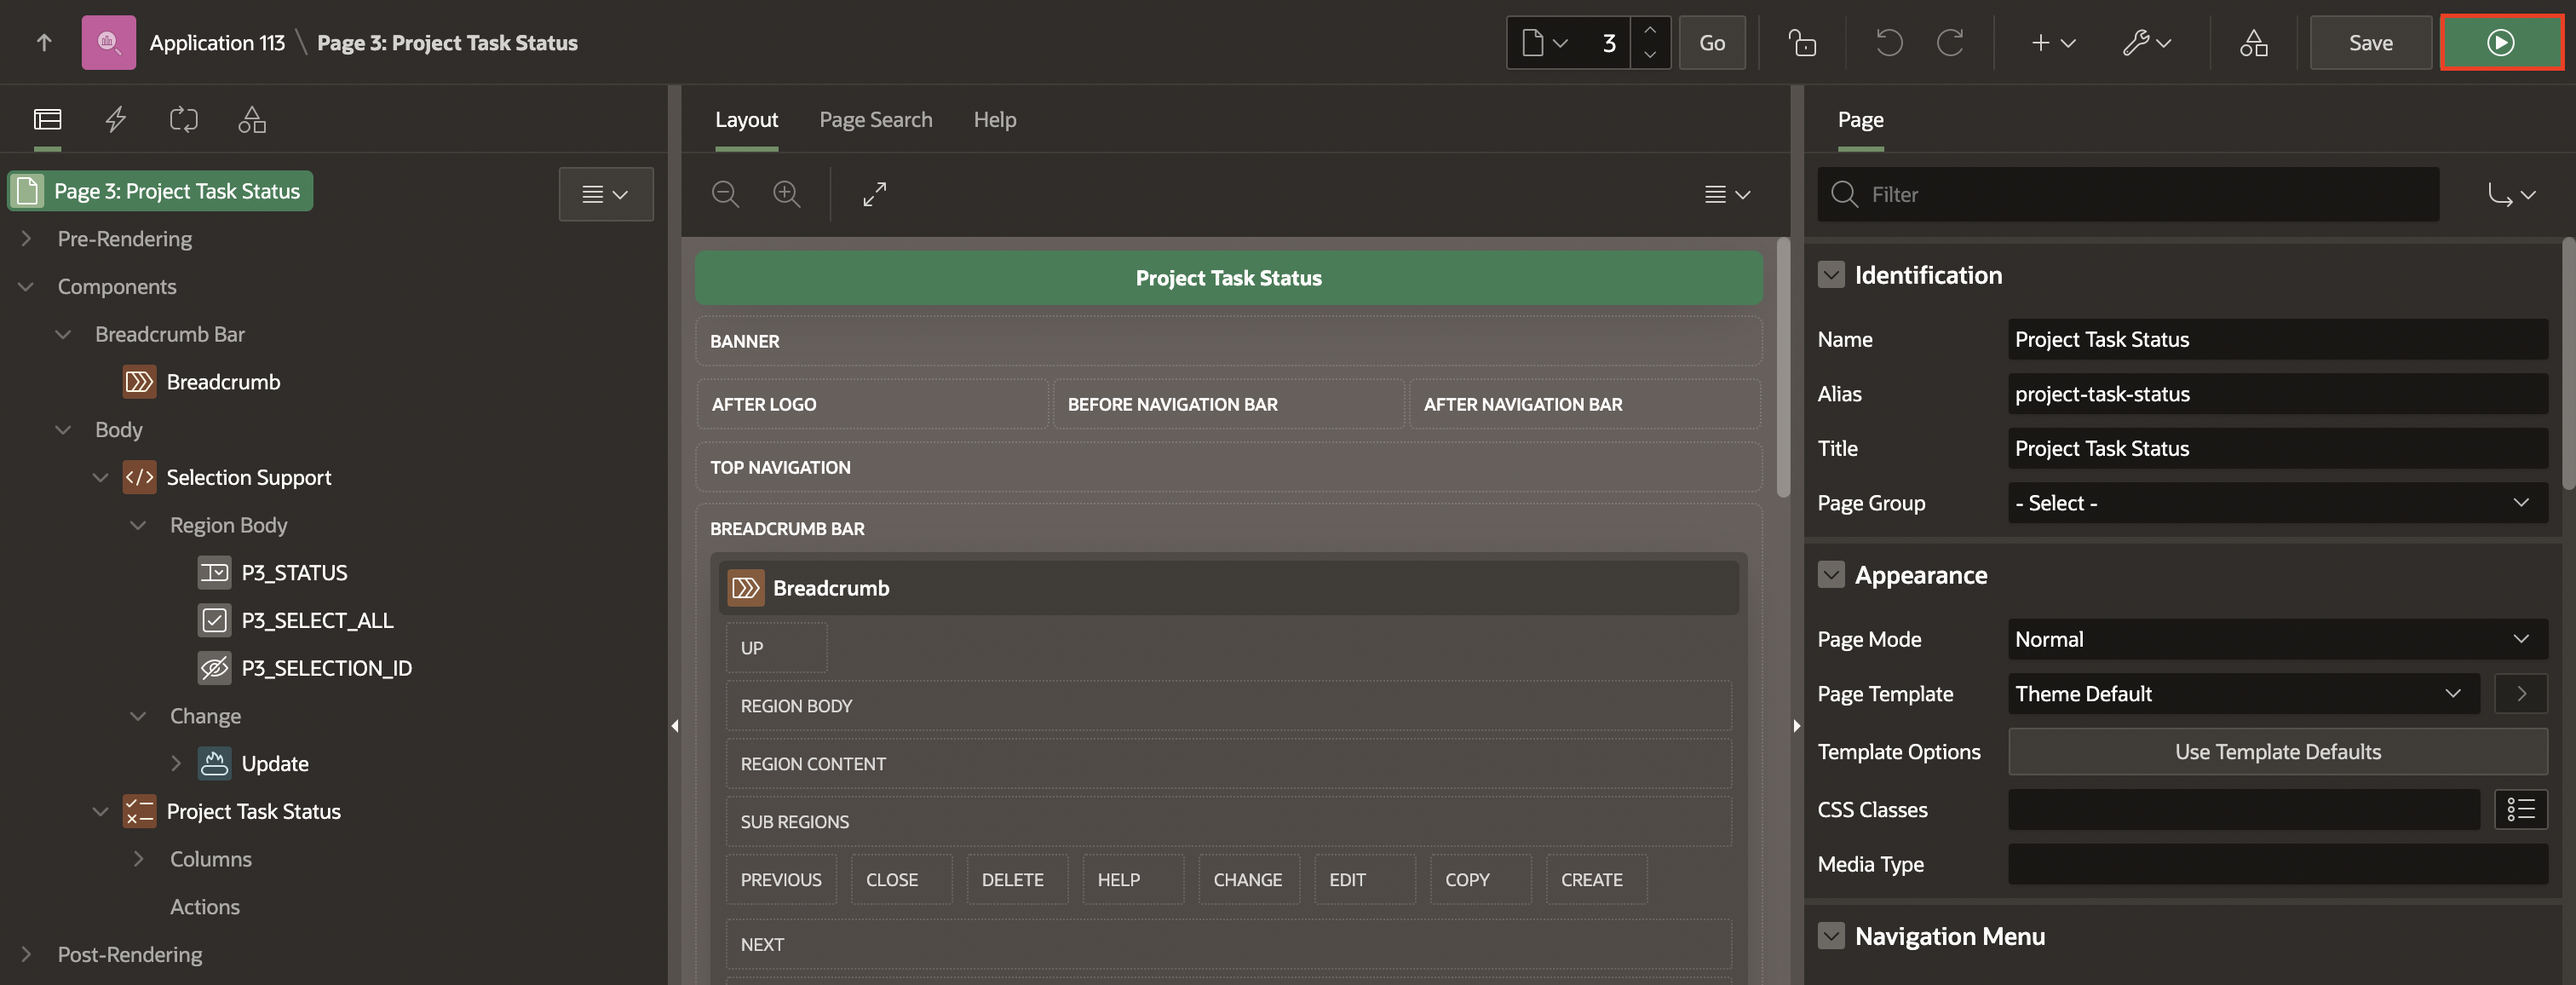 Application 113 \ Page 3: Project Task Status
3
Go
Save
Page 3: Project Task Status
Pre-Rendering
Components
Breadcrumb Bar
Breadcrumb
Body
Selection Support
Region Body
P3_STATUS
P3_SELECT_ALL
P3_SELECTION_ID
Change
Update
Project Task Status
Columns
Actions
Post-Rendering
Layout Page Search Help
Project Task Status
BANNER
AFTER LOGO BEFORE NAVIGATION BAR AFTER NAVIGATION BAR
TOP NAVIGATION
BREADCRUMB BAR
Breadcrumb
UP
REGION BODY
REGION CONTENT
SUB REGIONS
PREVIOUS CLOSE DELETE HELP CHANGE EDIT COPY CREATE
NEXT
Page
Filter
Identification
Name Project Task Status
Alias project-task-status
Title Project Task Status
Page Group - Select -
Appearance
Page Mode Normal
Page Template Theme Default
Template Options Use Template Defaults
CSS Classes
Media Type
Navigation Menu